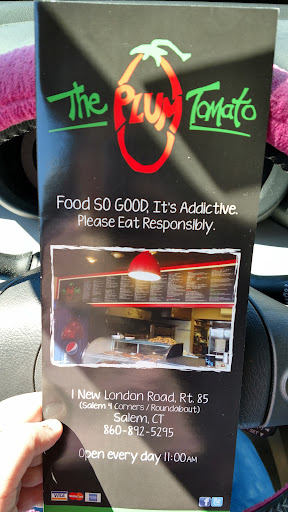 The PLUM Tomato
Food SO GOOD, It's Addictive.
Please Eat Responsibly.
1 New London Road, Rt. 85
(Salem 4 Corners / Roundabout)
Salem, CT
860-892-5295
Open every day 11:00AM
VISA